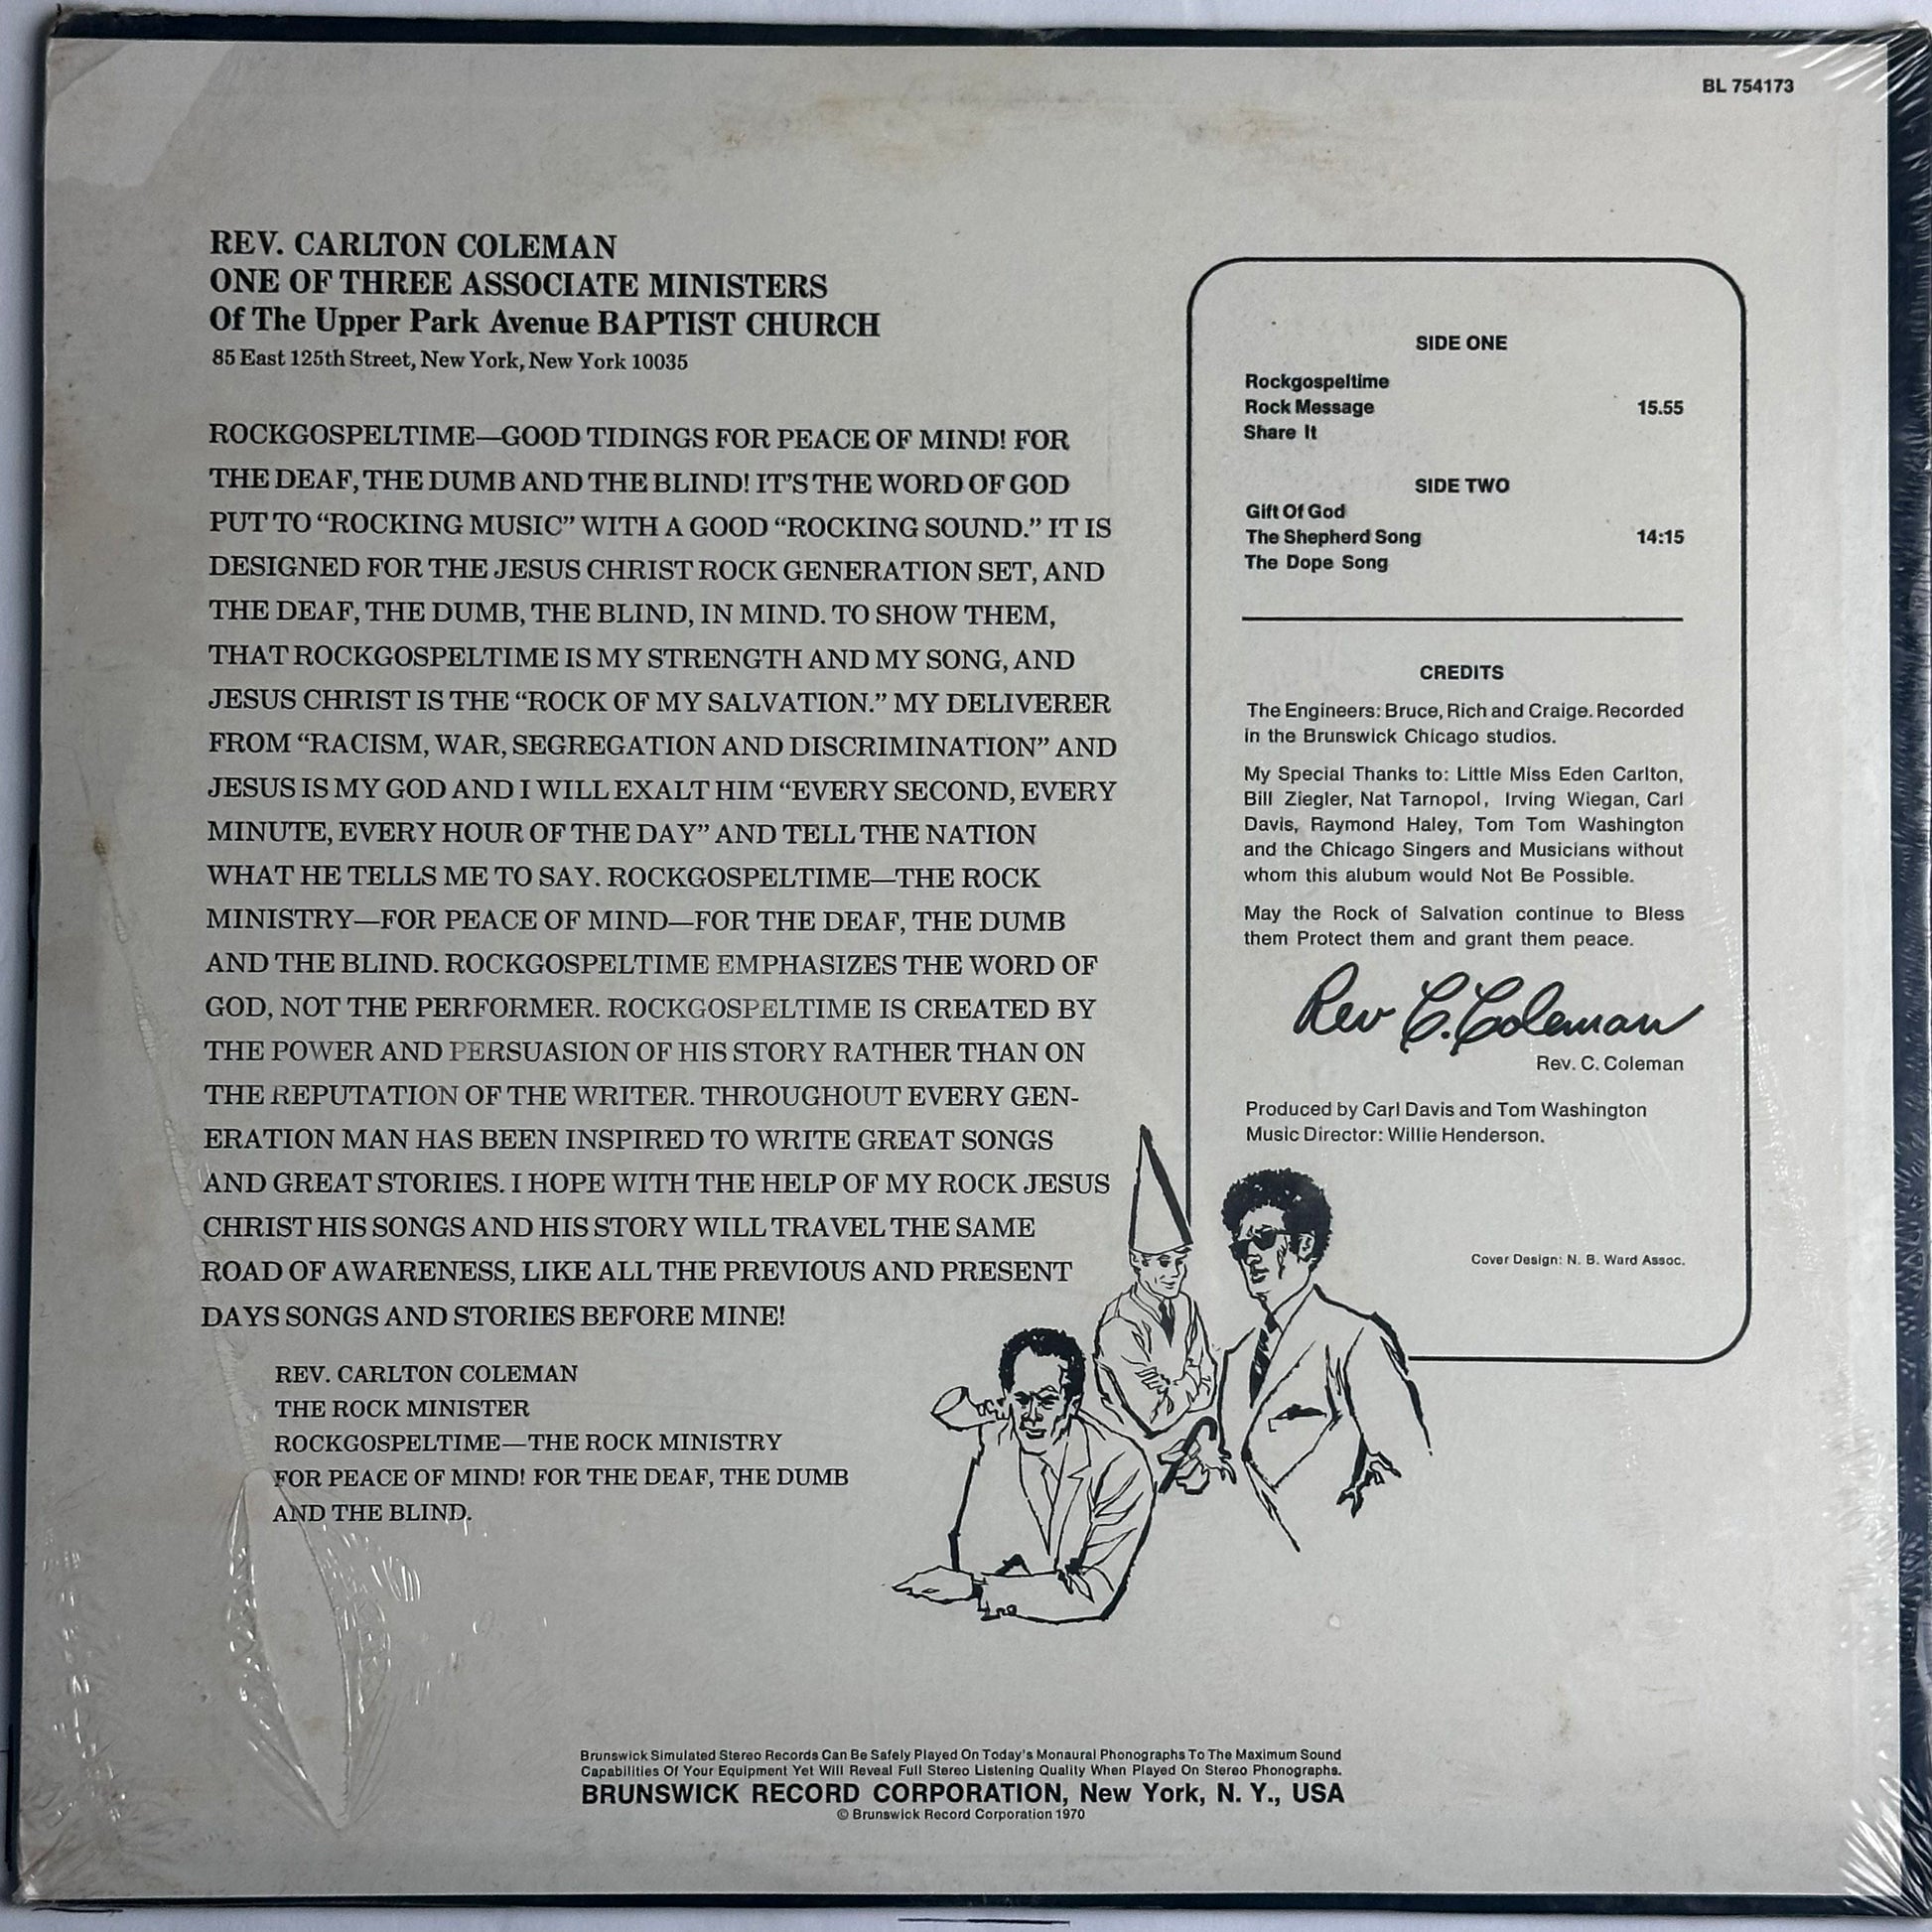 BL 754173
REV. CARLTON COLEMAN
ONE OF THREE ASSOCIATE MINISTERS
Of The Upper Park Avenue BAPTIST CHURCH
85 East 125th Street, New York, New York 10035
ROCKGOSPELTIME—GOOD TIDINGS FOR PEACE OF MIND! FOR
THE DEAF, THE DUMB AND THE BLIND! IT'S THE WORD OF GOD
PUT TO “ROCKING MUSIC” WITH A GOOD “ROCKING SOUND.” IT IS
DESIGNED FOR THE JESUS CHRIST ROCK GENERATION SET, AND
THE DEAF, THE DUMB, THE BLIND, IN MIND. TO SHOW THEM,
THAT ROCKGOSPELTIME IS MY STRENGTH AND MY SONG, AND
JESUS CHRIST IS THE “ROCK OF MY SALVATION.” MY DELIVERER
FROM “RACISM, WAR, SEGREGATION AND DISCRIMINATION” AND
JESUS IS MY GOD AND I WILL EXALT HIM “EVERY SECOND, EVERY
MINUTE, EVERY HOUR OF THE DAY” AND TELL THE NATION
WHAT HE TELLS ME TO SAY. ROCKGOSPELTIME—THE ROCK
MINISTRY—FOR PEACE OF MIND—FOR THE DEAF, THE DUMB
AND THE BLIND. ROCKGOSPELTIME EMPHASIZES THE WORD OF
GOD, NOT THE PERFORMER. ROCKGOSPELTIME IS CREATED BY
THE POWER AND PERSUASION OF HIS STORY RATHER THAN ON
THE REPUTATION OF THE WRITER. THROUGHOUT EVERY GEN-
ERATION MAN HAS BEEN INSPIRED TO WRITE GREAT SONGS
AND GREAT STORIES. I HOPE WITH THE HELP OF MY ROCK JESUS
CHRIST HIS SONGS AND HIS STORY WILL TRAVEL THE SAME
ROAD OF AWARENESS, LIKE ALL THE PREVIOUS AND PRESENT
DAYS SONGS AND STORIES BEFORE MINE!
REV. CARLTON COLEMAN
THE ROCK MINISTER
ROCKGOSPELTIME—THE ROCK MINISTRY
FOR PEACE OF MIND! FOR THE DEAF, THE DUMB
AND THE BLIND.
SIDE ONE
Rockgospeltime
Rock Message 15.55
Share It
SIDE TWO
Gift Of God
The Shepherd Song 14:15
The Dope Song
CREDITS
The Engineers: Bruce, Rich and Craige. Recorded
in the Brunswick Chicago studios.
My Special Thanks to: Little Miss Eden Carlton,
Bill Ziegler, Nat Tarnopol, Irving Wiegan, Carl
Davis, Raymond Haley, Tom Tom Washington
and the Chicago Singers and Musicians without
whom this alubum would Not Be Possible.
May the Rock of Salvation continue to Bless
them Protect them and grant them peace.
Rev C. Coleman
Rev. C. Coleman
Produced by Carl Davis and Tom Washington
Music Director: Willie Henderson.
Cover Design: N. B. Ward Assoc.
Brunswick Simulated Stereo Records Can Be Safely Played On Today's Monaural Phonographs To The Maximum Sound
Capabilities Of Your Equipment Yet Will Reveal Full Stereo Listening Quality When Played On Stereo Phonographs.
BRUNSWICK RECORD CORPORATION, New York, N. Y., USA
© Brunswick Record Corporation 1970